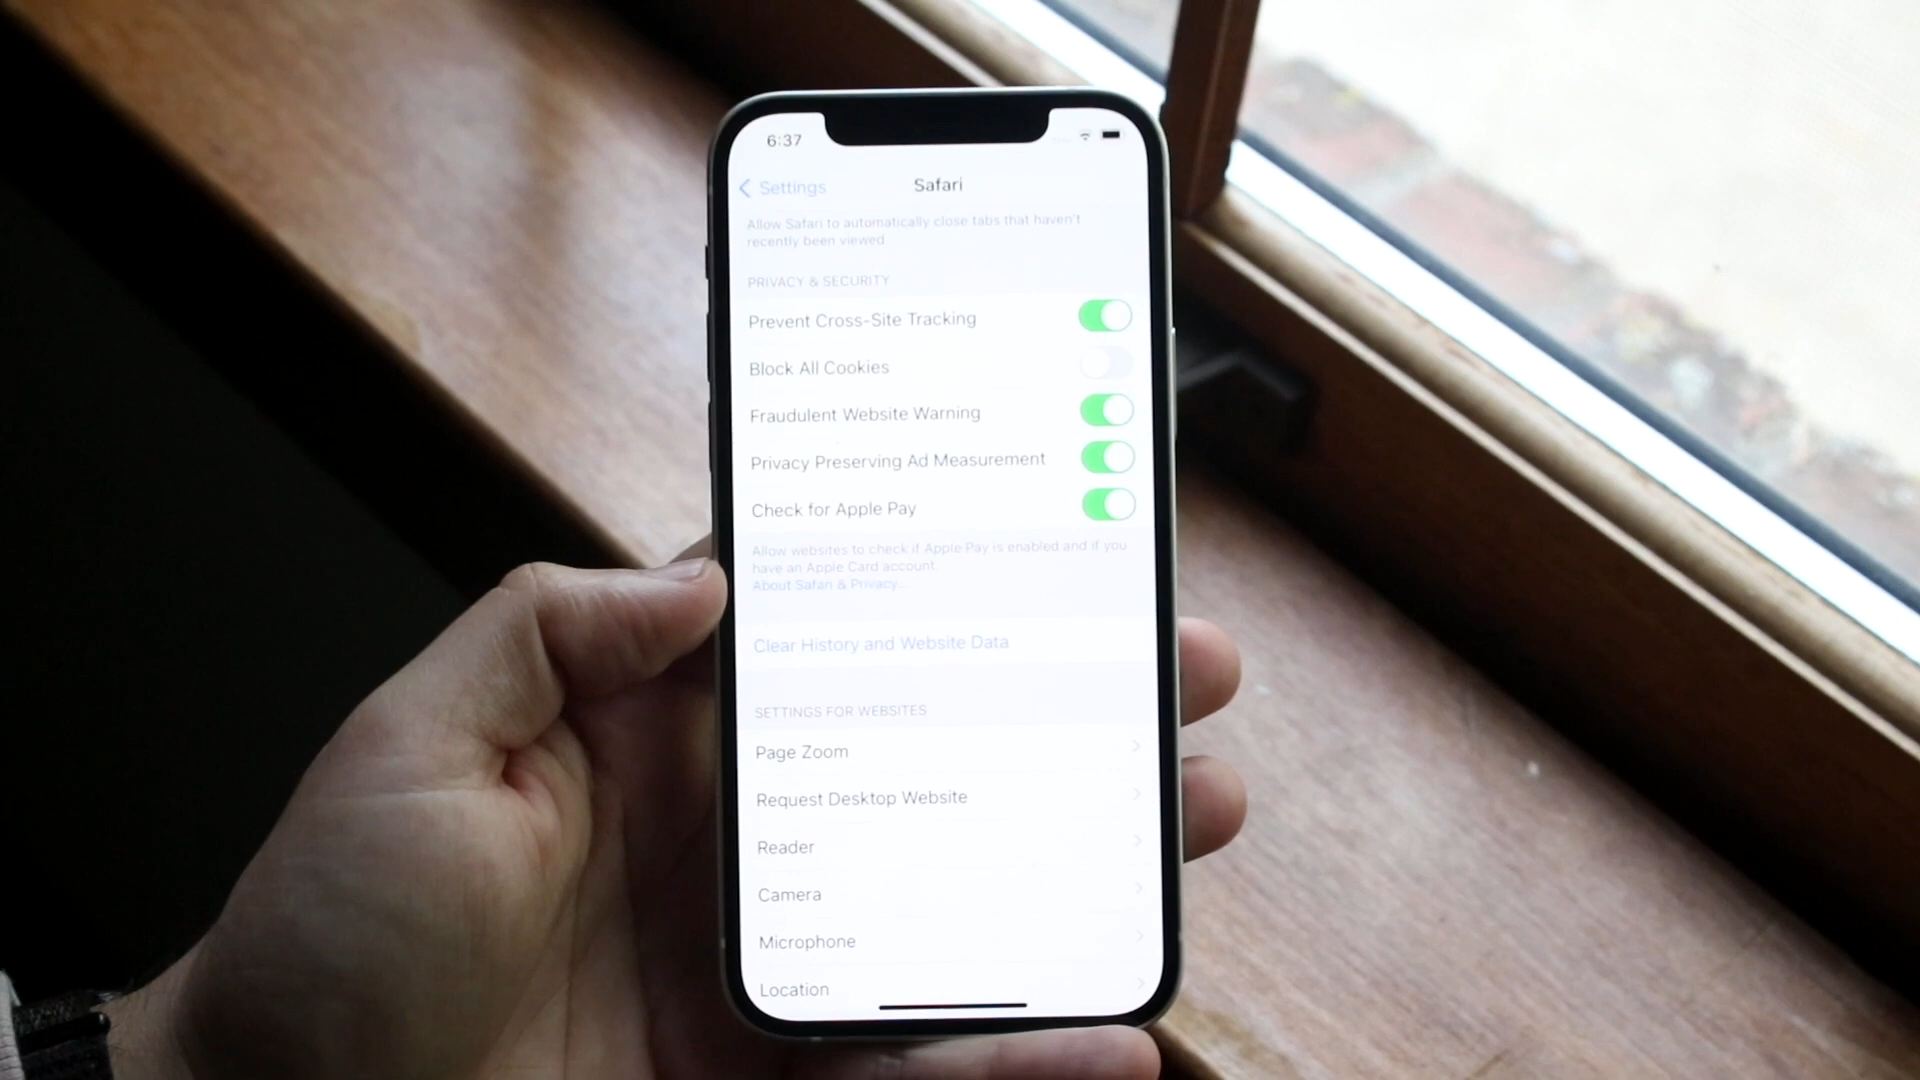 6:37
Settings
Safari
Allow Safari to automatically close tabs that haven't
recently been viewed
PRIVACY & SECURITY
Prevent Cross-Site Tracking
Block All Cookies
Fraudulent Website Warning
Privacy Preserving Ad Measurement
Check for Apple Pay
Allow websites to check if Apple Pay is enabled and if you
have an Apple Card account.
About Safari & Privacy...
Clear History and Website Data
SETTINGS FOR WEBSITES
Page Zoom
Request Desktop Website
Reader
Camera
Microphone
Location